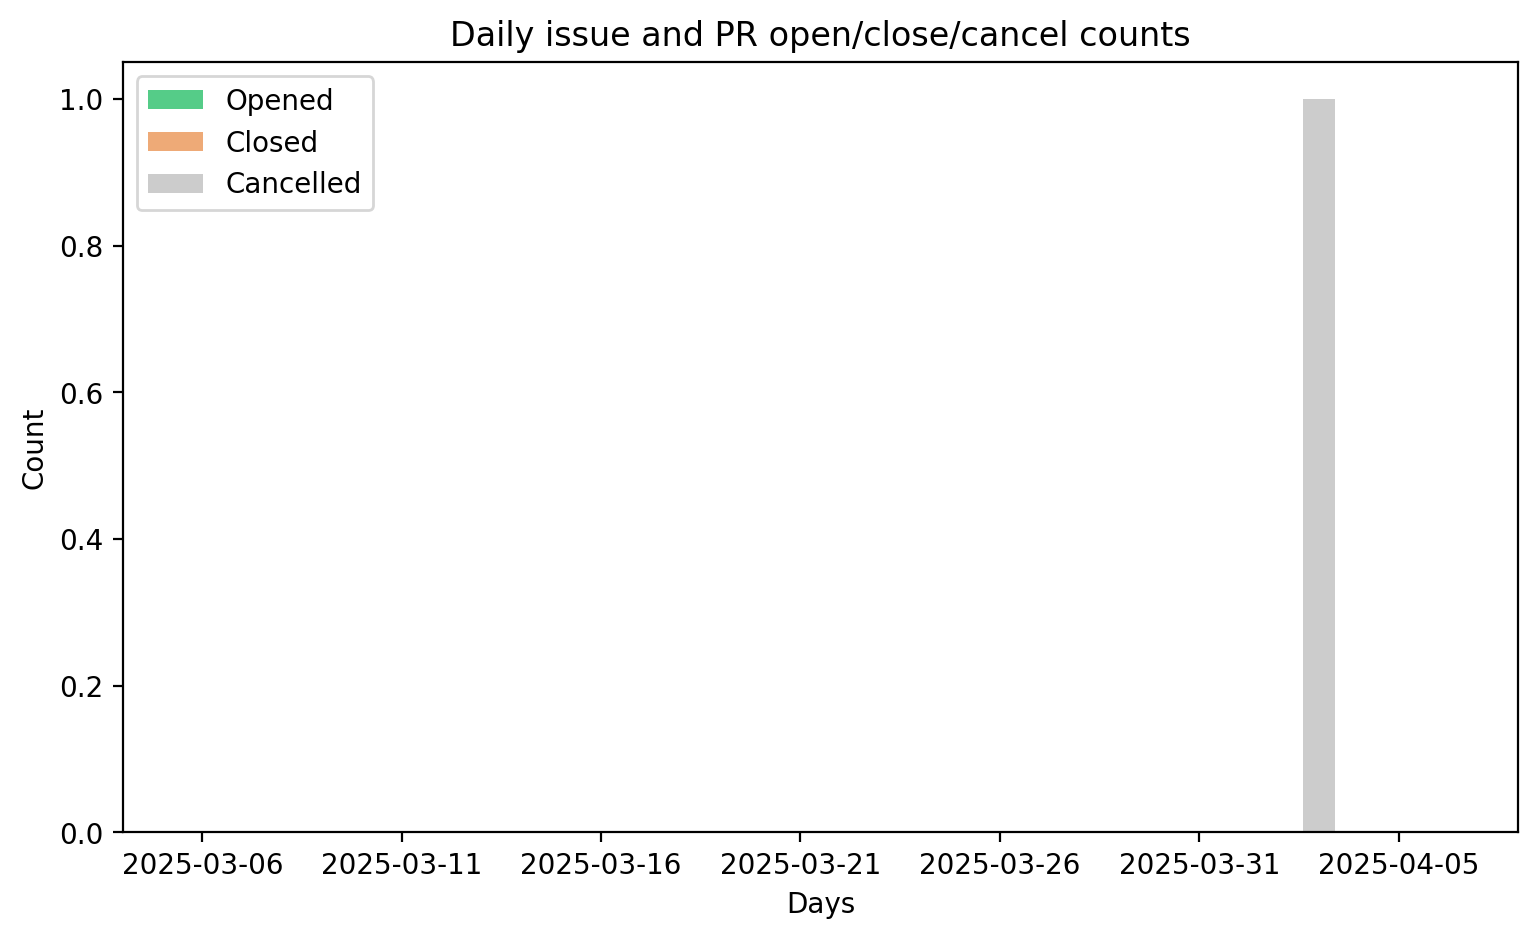 Daily issue and PR open/close/cancel counts
Opened
Closed
Cancelled
1.0
0.8
0.6
0.4
0.2
0.0
Count
2025-03-06 2025-03-11 2025-03-16 2025-03-21 2025-03-26 2025-03-31 2025-04-05
Days